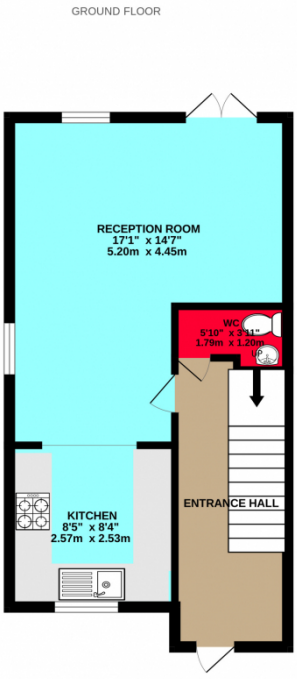 GROUND FLOOR
RECEPTION ROOM
17'1" x 14'7"
5.20m x 4.45m
WC
5'10" x 3'11"
1.79m x 1.20m
UP
ENTRANCE HALL
KITCHEN
8'5" x 8'4"
2.57m x 2.53m